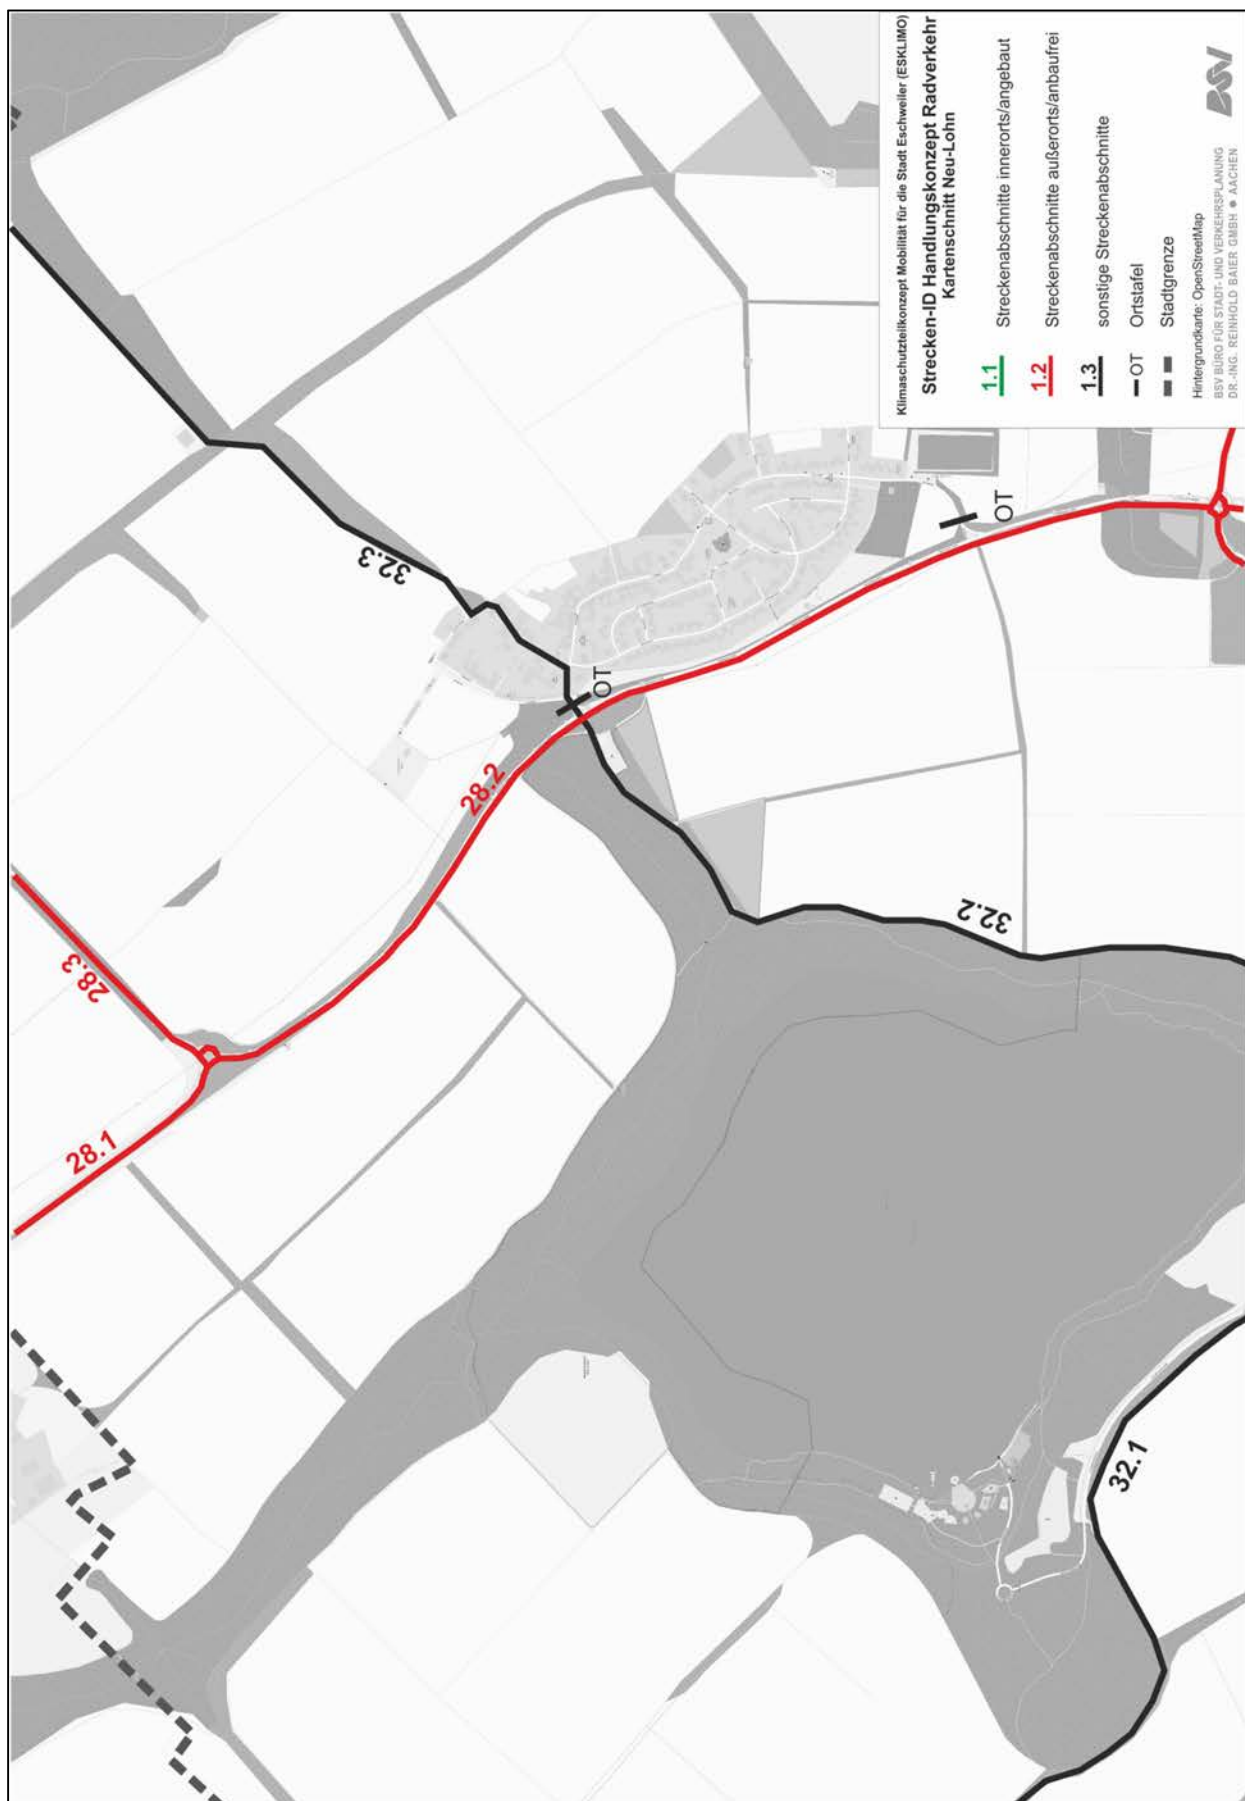 Klimaschutzteilkonzept Mobilität für die Stadt Eschweiler (ESKLIMO)
Strecken-ID Handlungskonzept Radverkehr
Kartenschnitt Neu-Lohn
1.1 Streckenabschnitte innerorts/angebaut
1.2 Streckenabschnitte außerorts/anbaufrei
1.3 sonstige Streckenabschnitte
OT Ortstafel
Stadtgrenze
Hintergrundkarte: OpenStreetMap
BSV BÜRO FÜR STADT- UND VERKEHRSPLANUNG
DR.-ING. REINHOLD BAIER GMBH ● AACHEN
BSV
28.1
28.3
28.2
32.3
OT
OT
32.2
32.1